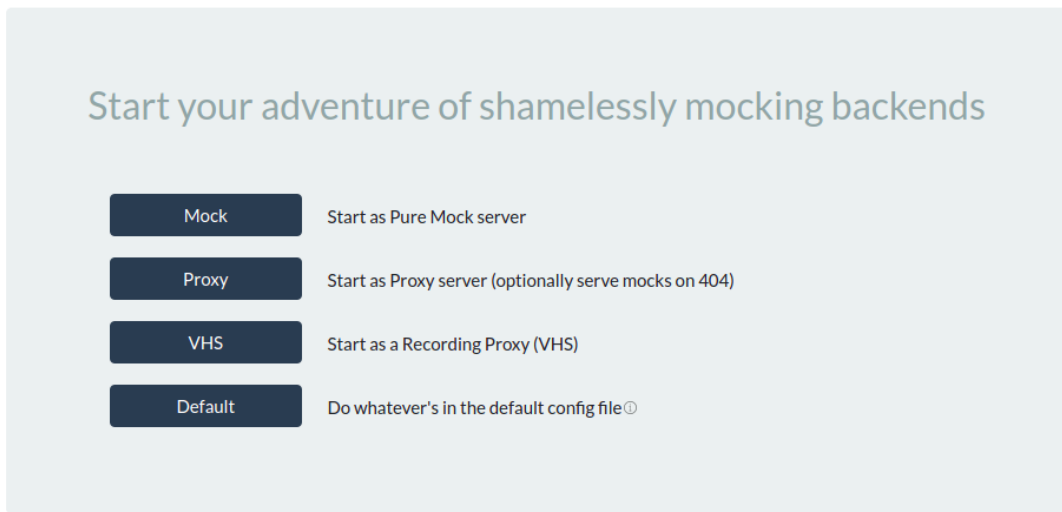 Start your adventure of shamelessly mocking backends
Mock Start as Pure Mock server
Proxy Start as Proxy server (optionally serve mocks on 404)
VHS Start as a Recording Proxy (VHS)
Default Do whatever's in the default config file ⓘ